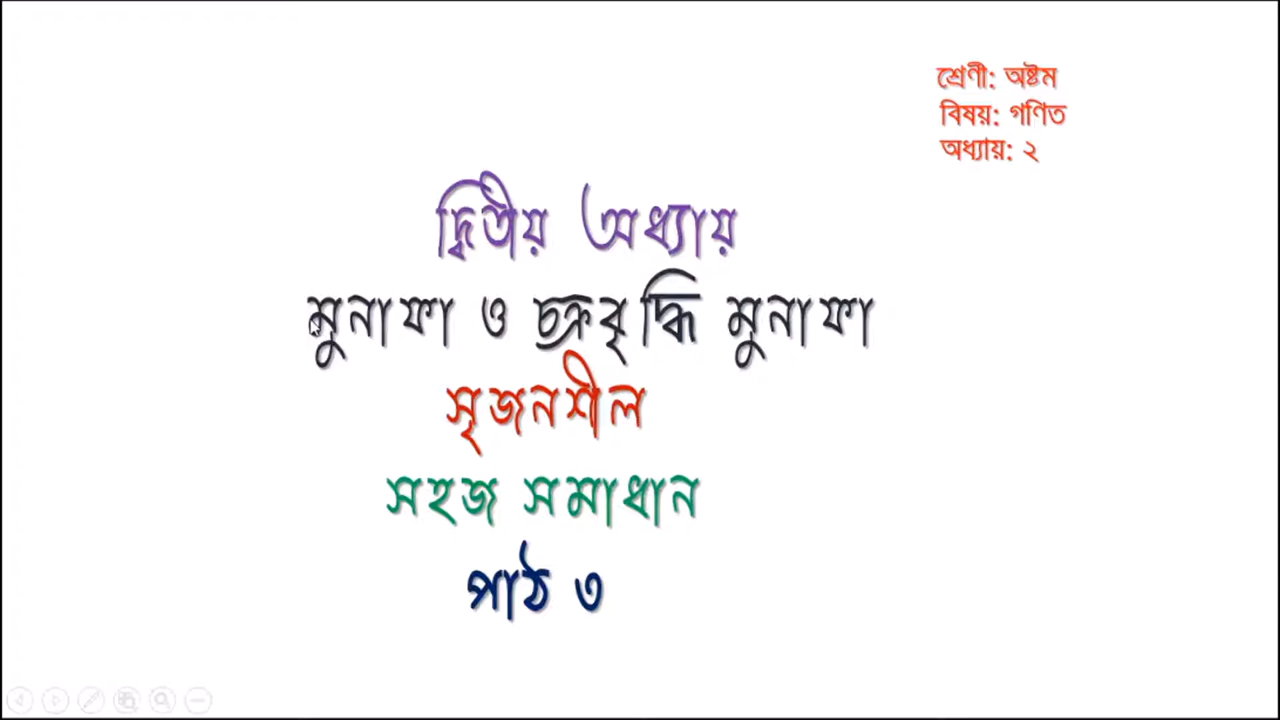 শ্রেণী: অষ্টম
বিষয়: গণিত
অধ্যায়: ২
দ্বিতীয় অধ্যায়
মুনাফা ও চক্রবৃদ্ধি মুনাফা
সৃজনশীল
সহজ সমাধান
পাঠ ৩